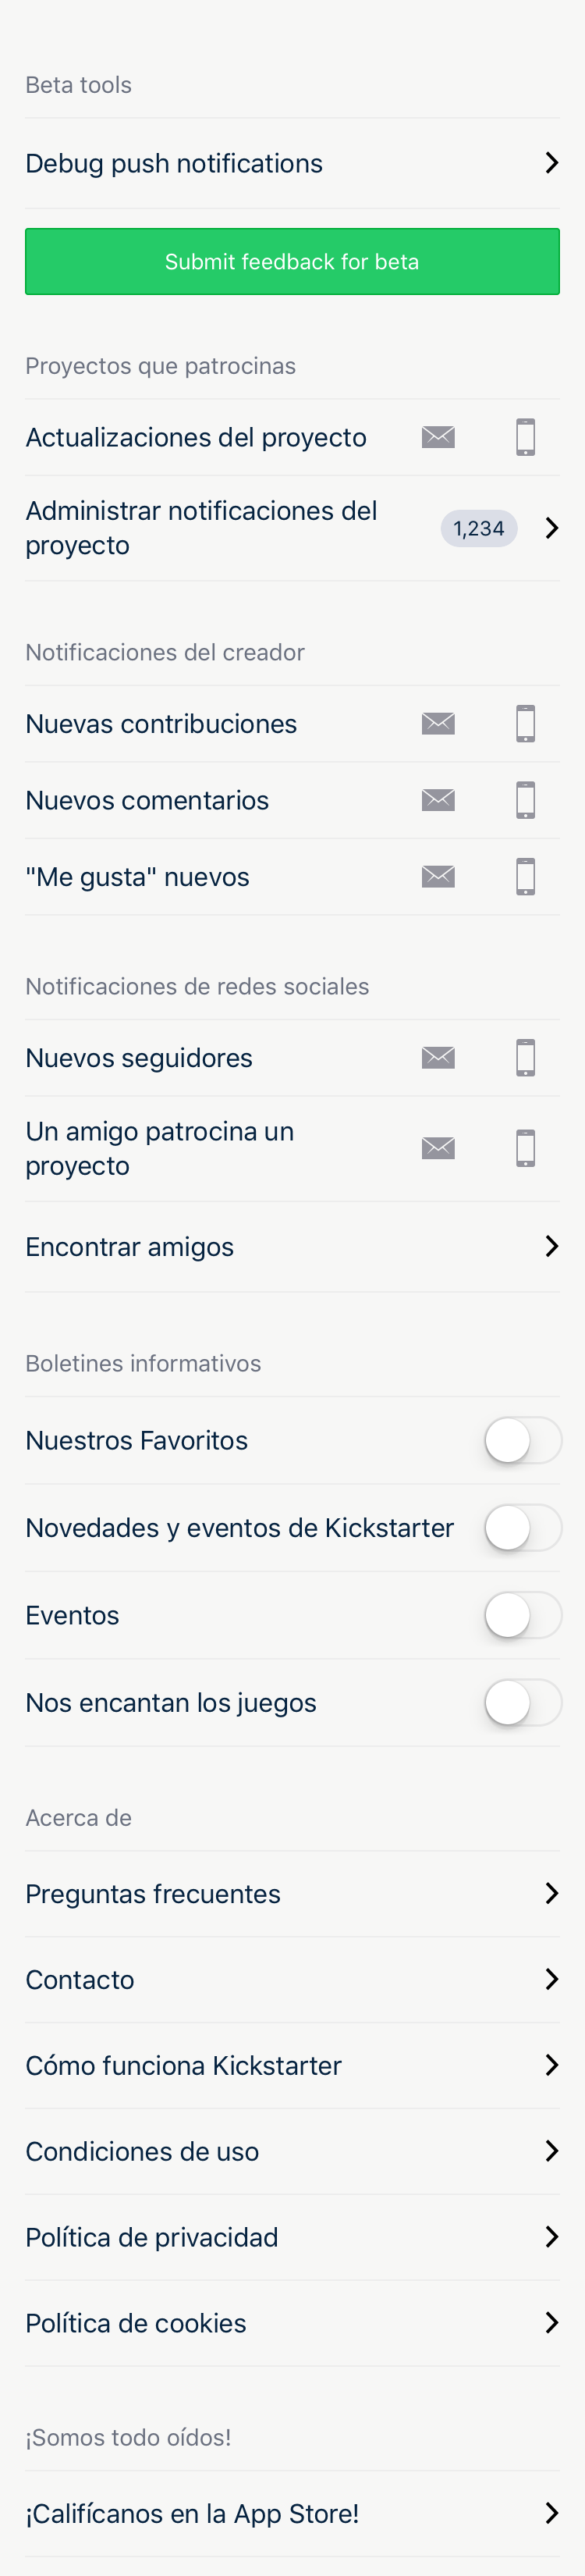 Beta tools
Debug push notifications
Submit feedback for beta
Proyectos que patrocinas
Actualizaciones del proyecto
Administrar notificaciones del
proyecto
1,234
Notificaciones del creador
Nuevas contribuciones
Nuevos comentarios
"Me gusta" nuevos
Notificaciones de redes sociales
Nuevos seguidores
Un amigo patrocina un
proyecto
Encontrar amigos
Boletines informativos
Nuestros Favoritos
Novedades y eventos de Kickstarter
Eventos
Nos encantan los juegos
Acerca de
Preguntas frecuentes
Contacto
Cómo funciona Kickstarter
Condiciones de uso
Política de privacidad
Política de cookies
¡Somos todo oídos!
¡Califícanos en la App Store!